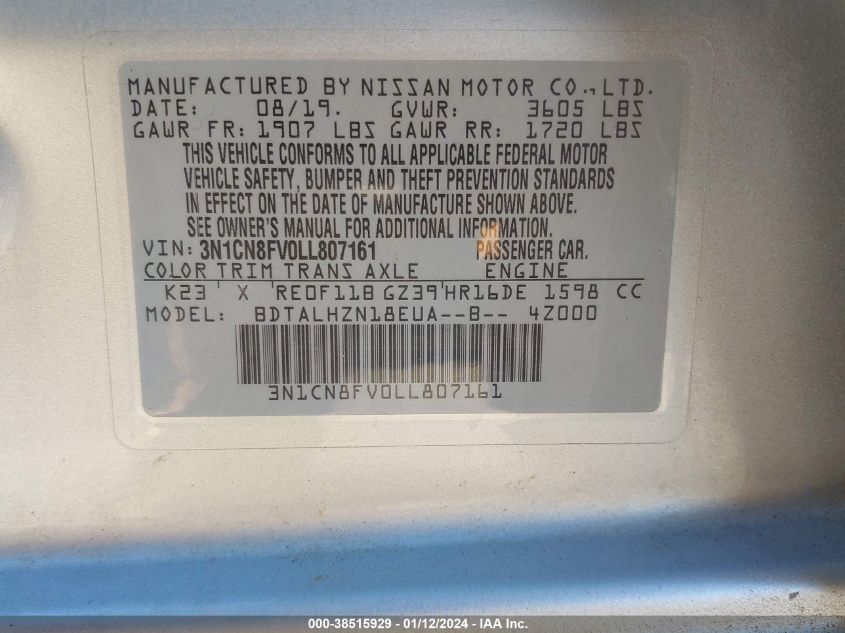 MANUFACTURED BY NISSAN MOTOR CO.,LTD.
DATE: 08/19. GVWR: 3605 LBS
GAWR FR: 1907 LBS GAWR RR: 1720 LBS
THIS VEHICLE CONFORMS TO ALL APPLICABLE FEDERAL MOTOR
VEHICLE SAFETY, BUMPER AND THEFT PREVENTION STANDARDS
IN EFFECT ON THE DATE OF MANUFACTURE SHOWN ABOVE.
SEE OWNER'S MANUAL FOR ADDITIONAL INFORMATION.
VIN: 3N1CN8FV0LL807161 PASSENGER CAR.
COLOR TRIM TRANS AXLE ENGINE
K23 X RE0F11B GZ39 HR16DE 1598 CC
MODEL: BDTALHZN18EUA--B-- 4Z000
3N1CN8FV0LL807161
000-38515929 - 01/12/2024 - IAA Inc.